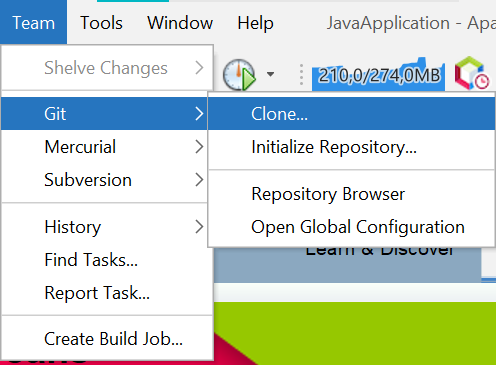 Team Tools Window Help JavaApplication - Apa
Shelve Changes
210,0/274,0MB
Git
Clone...
Mercurial
Initialize Repository...
Subversion
Repository Browser
History
Open Global Configuration
Learn & Discover
Find Tasks...
Report Task...
Create Build Job...